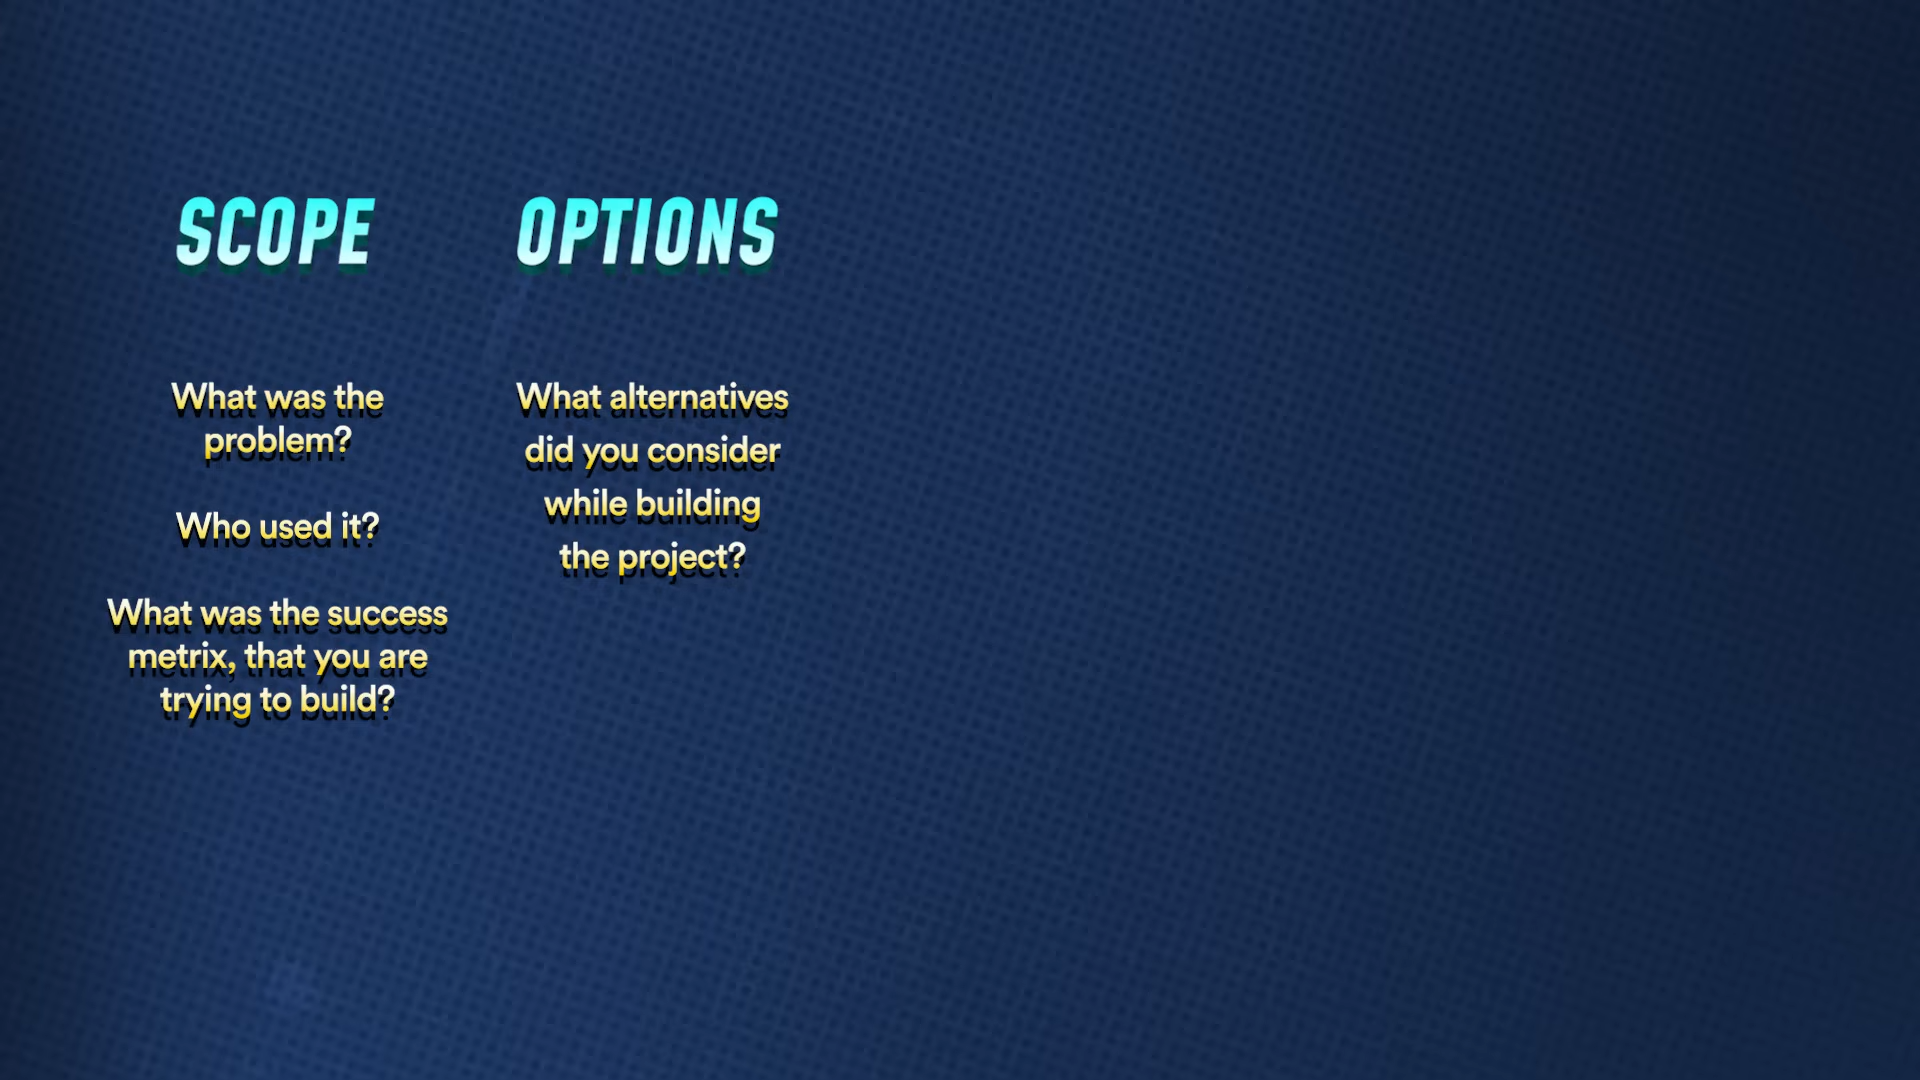 SCOPE
What was the
problem?
Who used it?
What was the success
metrix, that you are
trying to build?
OPTIONS
What alternatives
did you consider
while building
the project?